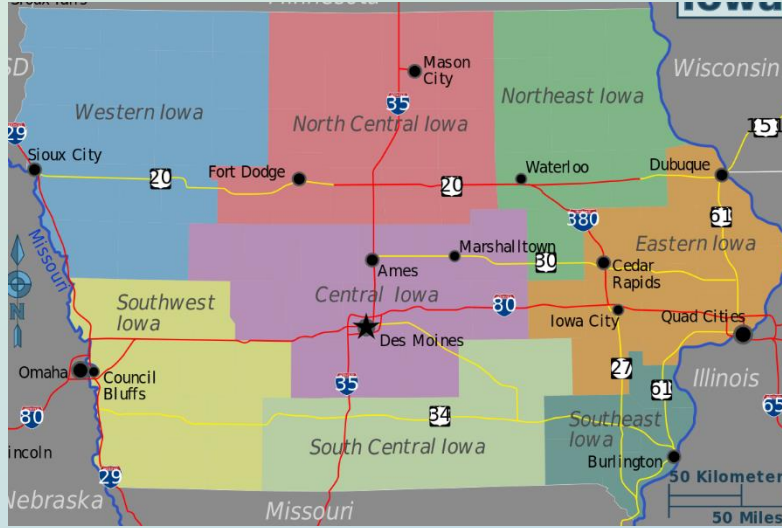 Minnesota
Iowa
SD
Wisconsin
Mason
City
Western Iowa
North Central Iowa
Northeast Iowa
35
29
151
Sioux City
Fort Dodge
Waterloo
Dubuque
20
20
61
380
Missouri
Marshalltown
Eastern Iowa
30
Ames
Cedar
Rapids
N
Southwest
Iowa
Central Iowa
80
Iowa City
Quad Cities
Des Moines
Omaha
Council
Bluffs
35
27
61
Illinois
80
65
34
Southeast
Iowa
South Central Iowa
incoln
Burlington
29
50 Kilometer
Nebraska
Missouri
50 Miles